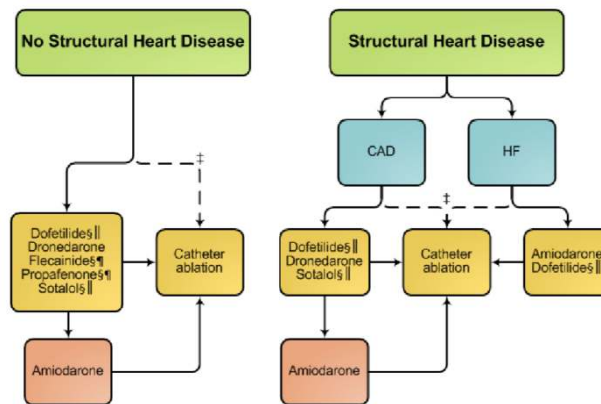 No Structural Heart Disease
Structural Heart Disease
‡
CAD
HF
‡
Dofetilide§‖
Dronedarone
Flecainide§¶
Propafenone§¶
Sotalol§‖
Catheter
ablation
Dofetilide§‖
Dronedarone
Sotalol§‖
Catheter
ablation
Amiodarone
Dofetilide§‖
Amiodarone
Amiodarone